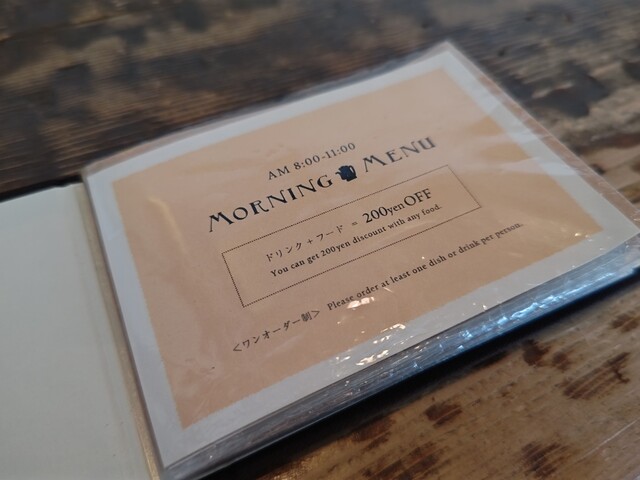 AM 8:00-11:00
MORNING MENU
ドリンク + フード = 200yen OFF
You can get 200yen discount with any food.
<ワンオーダー制> Please order at least one dish or drink per person.